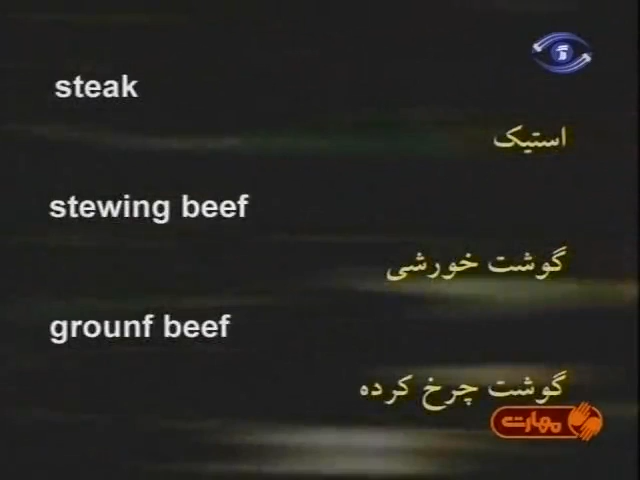 steak
استیک
stewing beef
گوشت خورشی
grounf beef
گوشت چرخ کرده
مهارت